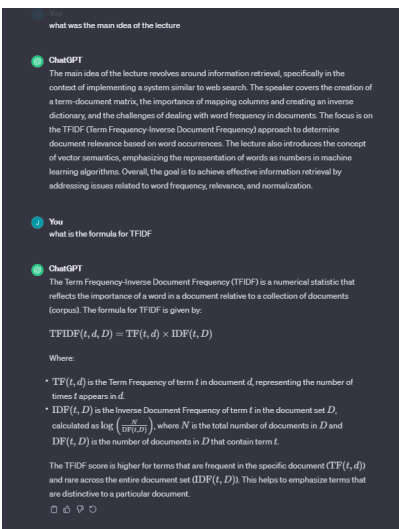 You
what was the main idea of the lecture
ChatGPT
The main idea of the lecture revolves around information retrieval, specifically in the
context of implementing a system similar to web search. The speaker covers the creation of
a term-document matrix, the importance of mapping columns and creating an inverse
dictionary, and the challenges of dealing with word frequency in documents. The focus is on
the TFIDF (Term Frequency-Inverse Document Frequency) approach to determine
document relevance based on word occurrences. The lecture also introduces the concept
of vector semantics, emphasizing the representation of words as numbers in machine
learning algorithms. Overall, the goal is to achieve effective information retrieval by
addressing issues related to word frequency, relevance, and normalization.
J You
what is the formula for TFIDF
ChatGPT
The Term Frequency-Inverse Document Frequency (TFIDF) is a numerical statistic that
reflects the importance of a word in a document relative to a collection of documents
(corpus). The formula for TFIDF is given by:
TFIDF(t, d, D) = TF(t, d) × IDF(t, D)
Where:
• TF(t, d) is the Term Frequency of term t in document d, representing the number of
times t appears in d.
• IDF(t, D) is the Inverse Document Frequency of term t in the document set D,
calculated as log (N / DF(t,D)), where N is the total number of documents in D and
DF(t, D) is the number of documents in D that contain term t.
The TFIDF score is higher for terms that are frequent in the specific document (TF(t, d))
and rare across the entire document set (IDF(t, D)). This helps to emphasize terms that
are distinctive to a particular document.